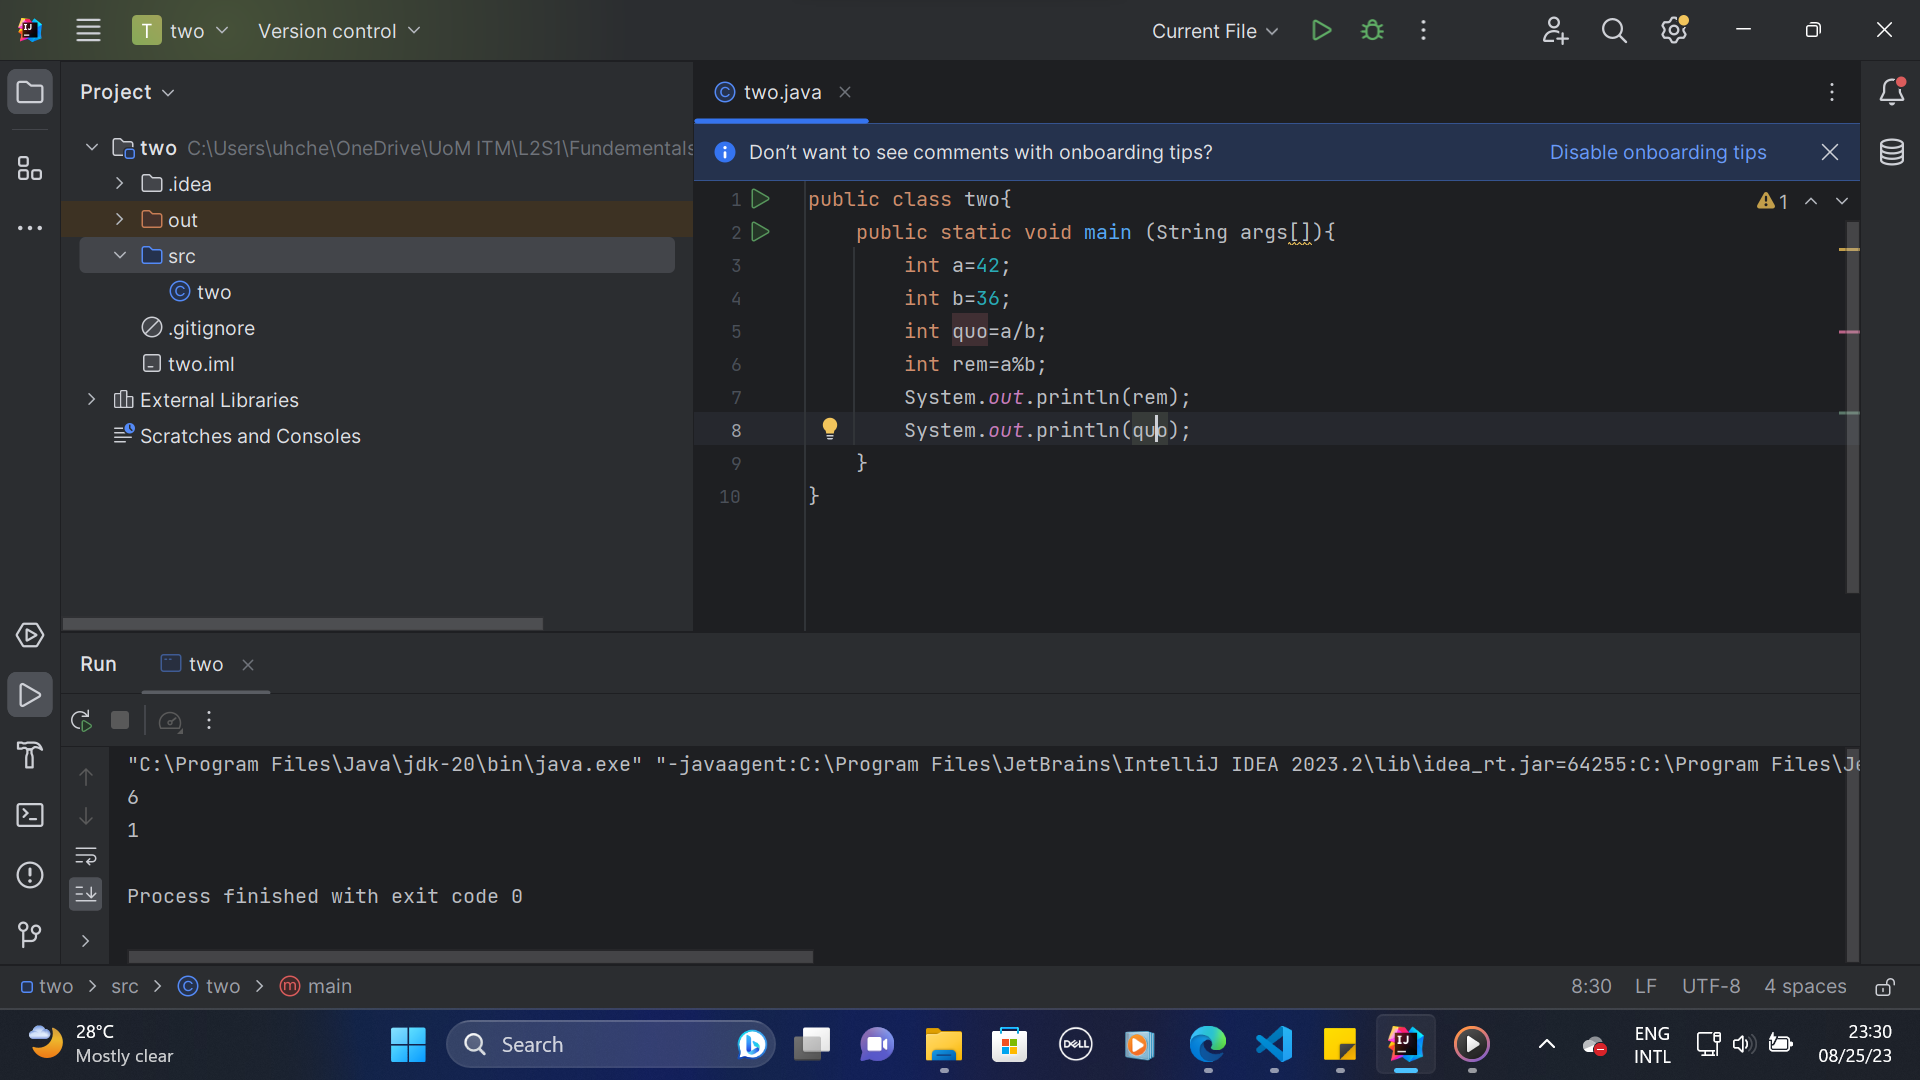 T two Version control Current File
Project
two.java
two C:\Users\uhche\OneDrive\UoM ITM\L2S1\Fundementals
.idea
out
src
two
.gitignore
two.iml
External Libraries
Scratches and Consoles
Don't want to see comments with onboarding tips? Disable onboarding tips
1 public class two{
2 public static void main (String args[]){
3 int a=42;
4 int b=36;
5 int quo=a/b;
6 int rem=a%b;
7 System.out.println(rem);
8 System.out.println(quo);
9 }
10 }
1
Run two
"C:\Program Files\Java\jdk-20\bin\java.exe" "-javaagent:C:\Program Files\JetBrains\IntelliJ IDEA 2023.2\lib\idea_rt.jar=64255:C:\Program Files\Je
6
1
Process finished with exit code 0
two > src > two > main 8:30 LF UTF-8 4 spaces
28°C
Mostly clear
Search
DELL
IJ
ENG
INTL
23:30
08/25/23